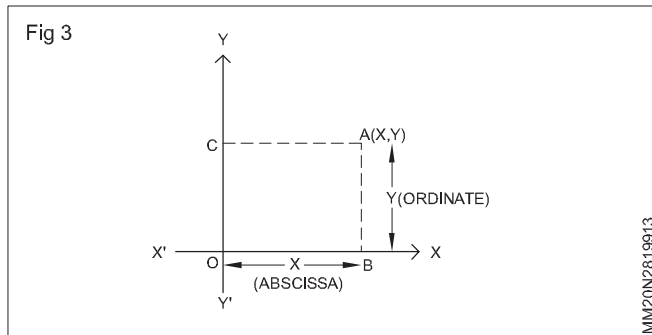 Fig 3
Y
C
A(X,Y)
Y(ORDINATE)
X'
O
X
B
X
(ABSCISSA)
Y'
MM20N2819913